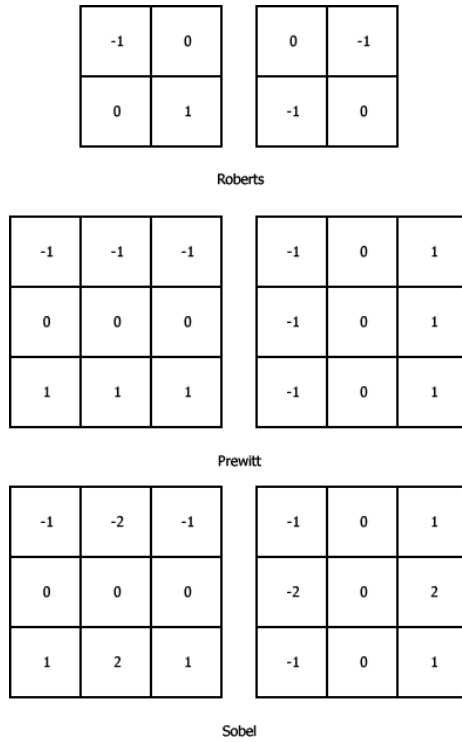 -1 0 0 -1
0 1 -1 0
Roberts
-1 -1 -1 -1 0 1
0 0 0 -1 0 1
1 1 1 -1 0 1
Prewitt
-1 -2 -1 -1 0 1
0 0 0 -2 0 2
1 2 1 -1 0 1
Sobel